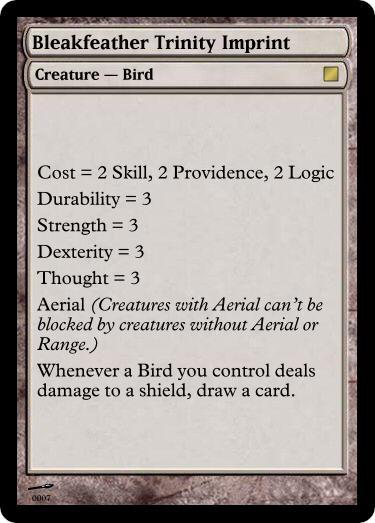 Bleakfeather Trinity Imprint
Creature — Bird
Cost = 2 Skill, 2 Providence, 2 Logic
Durability = 3
Strength = 3
Dexterity = 3
Thought = 3
Aerial (Creatures with Aerial can't be
blocked by creatures without Aerial or
Range.)
Whenever a Bird you control deals
damage to a shield, draw a card.
0007